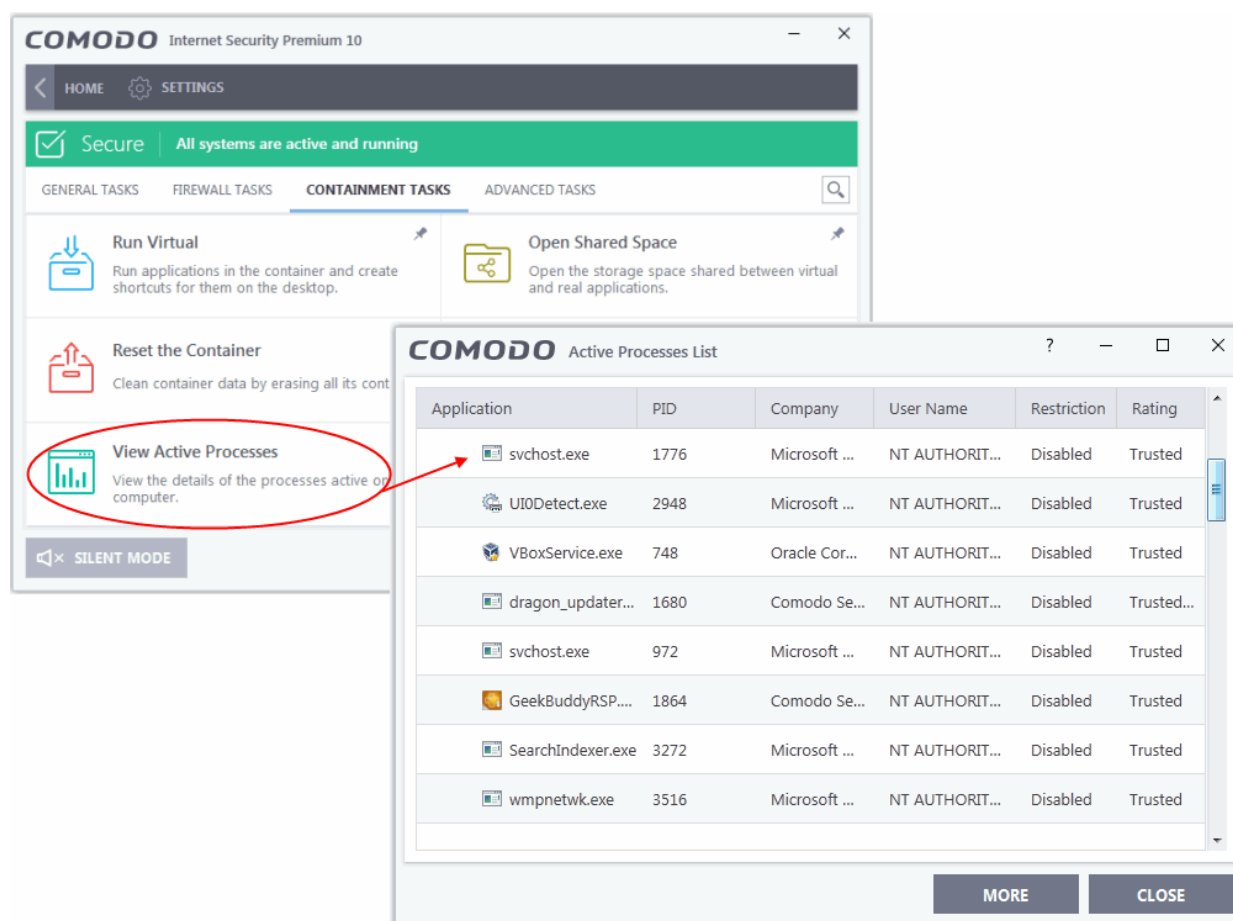 COMODO Internet Security Premium 10
HOME SETTINGS
Secure All systems are active and running
GENERAL TASKS FIREWALL TASKS CONTAINMENT TASKS ADVANCED TASKS
Run Virtual
Run applications in the container and create
shortcuts for them on the desktop.
Open Shared Space
Open the storage space shared between virtual
and real applications.
Reset the Container
Clean container data by erasing all its cont
View Active Processes
View the details of the processes active on
computer.
SILENT MODE
COMODO Active Processes List ?
Application PID Company User Name Restriction Rating
svchost.exe 1776 Microsoft ... NT AUTHORIT... Disabled Trusted
UI0Detect.exe 2948 Microsoft ... NT AUTHORIT... Disabled Trusted
VBoxService.exe 748 Oracle Cor... NT AUTHORIT... Disabled Trusted
dragon_updater... 1680 Comodo Se... NT AUTHORIT... Disabled Trusted...
svchost.exe 972 Microsoft ... NT AUTHORIT... Disabled Trusted
GeekBuddyRSP.... 1864 Comodo Se... NT AUTHORIT... Disabled Trusted
SearchIndexer.exe 3272 Microsoft ... NT AUTHORIT... Disabled Trusted
wmpnetwk.exe 3516 Microsoft ... NT AUTHORIT... Disabled Trusted
MORE CLOSE